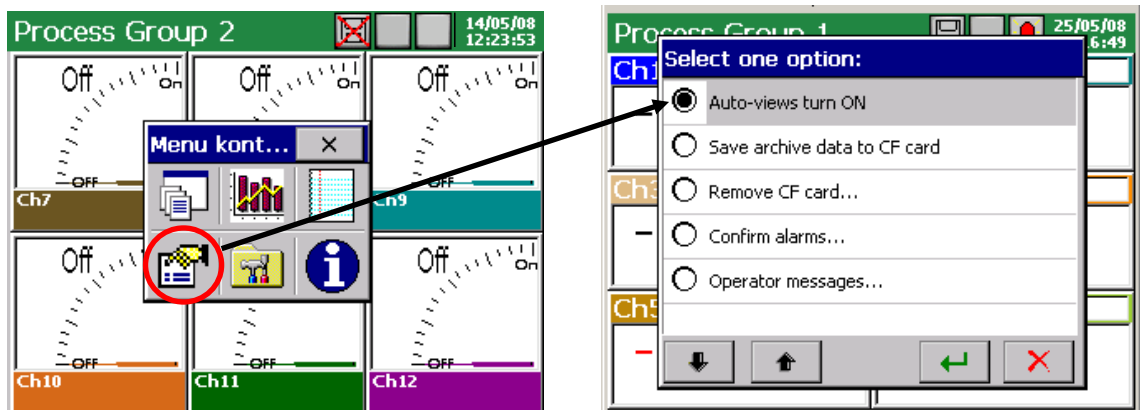 Process Group 2
14/05/08
12:23:53
Off
On
Off
On
Off
On
OFF
OFF
Ch7
Ch9
Menu kont...
Off
Off
On
OFF
OFF
OFF
Ch10
Ch11
Ch12
Process Group 1
25/05/08
6:49
Ch1
Select one option:
Auto-views turn ON
Save archive data to CF card
Ch3
Remove CF card...
Confirm alarms...
Operator messages...
Ch5